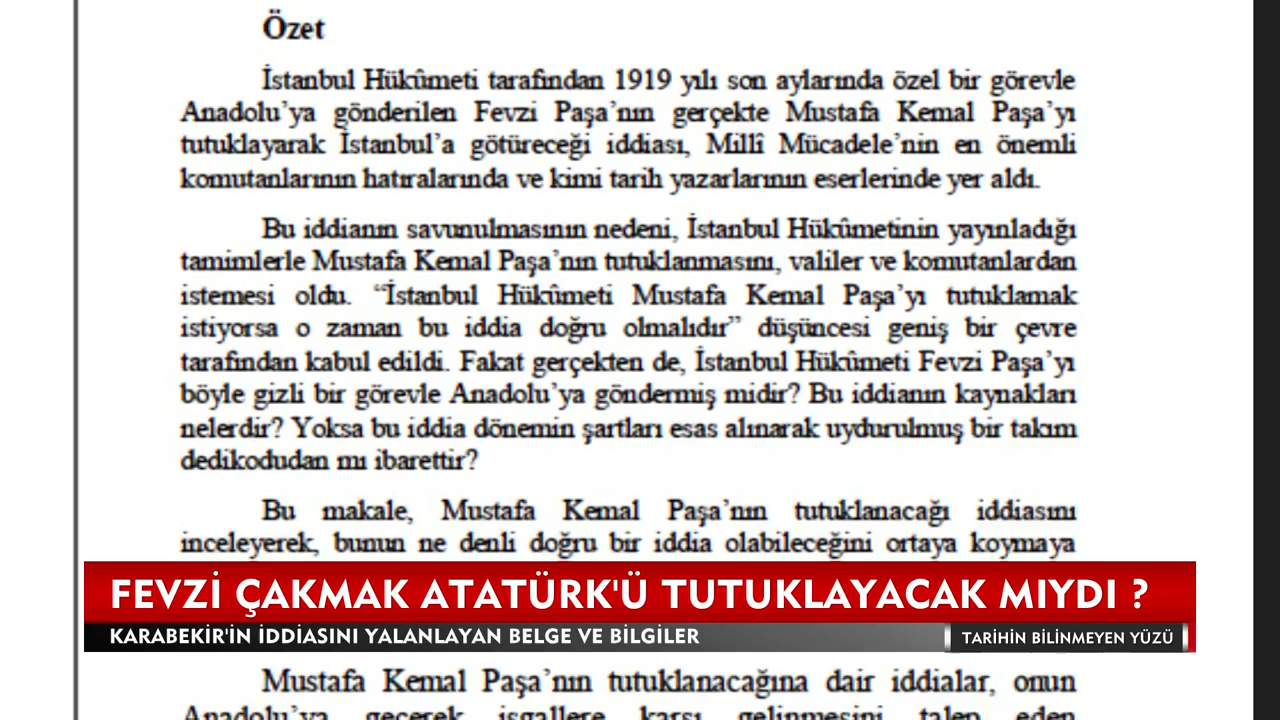 Özet
İstanbul Hükûmeti tarafından 1919 yılı son aylarında özel bir görevle
Anadolu'ya gönderilen Fevzi Paşa'nın gerçekte Mustafa Kemal Paşa'yı
tutuklayarak İstanbul'a götüreceği iddiası, Millî Mücadele'nin en önemli
komutanlarının hatıralarında ve kimi tarih yazarlarının eserlerinde yer aldı.
Bu iddianın savunulmasının nedeni, İstanbul Hükûmetinin yayınladığı
tamimlerle Mustafa Kemal Paşa'nın tutuklanmasını, valiler ve komutanlardan
istemesi oldu. “İstanbul Hükûmeti Mustafa Kemal Paşa'yı tutuklamak
istiyorsa o zaman bu iddia doğru olmalıdır” düşüncesi geniş bir çevre
tarafından kabul edildi. Fakat gerçekten de, İstanbul Hükûmeti Fevzi Paşa'yı
böyle gizli bir görevle Anadolu'ya göndermiş midir? Bu iddianın kaynakları
nelerdir? Yoksa bu iddia dönemin şartları esas alınarak uydurulmuş bir takım
dedikodudan mı ibarettir?
Bu makale, Mustafa Kemal Paşa'nın tutuklanacağı iddiasını
inceleyerek, bunun ne denli doğru bir iddia olabileceğini ortaya koymaya
FEVZİ ÇAKMAK ATATÜRK'Ü TUTUKLAYACAK MIYDI ?
KARABEKİR'İN İDDİASINI YALANLAYAN BELGE VE BİLGİLER
TARİHİN BİLİNMEYEN YÜZÜ
Mustafa Kemal Paşa'nın tutuklanacağına dair iddialar, onun
Anadolu'ya geçerek işgallere karşı gelinmesini talep eden